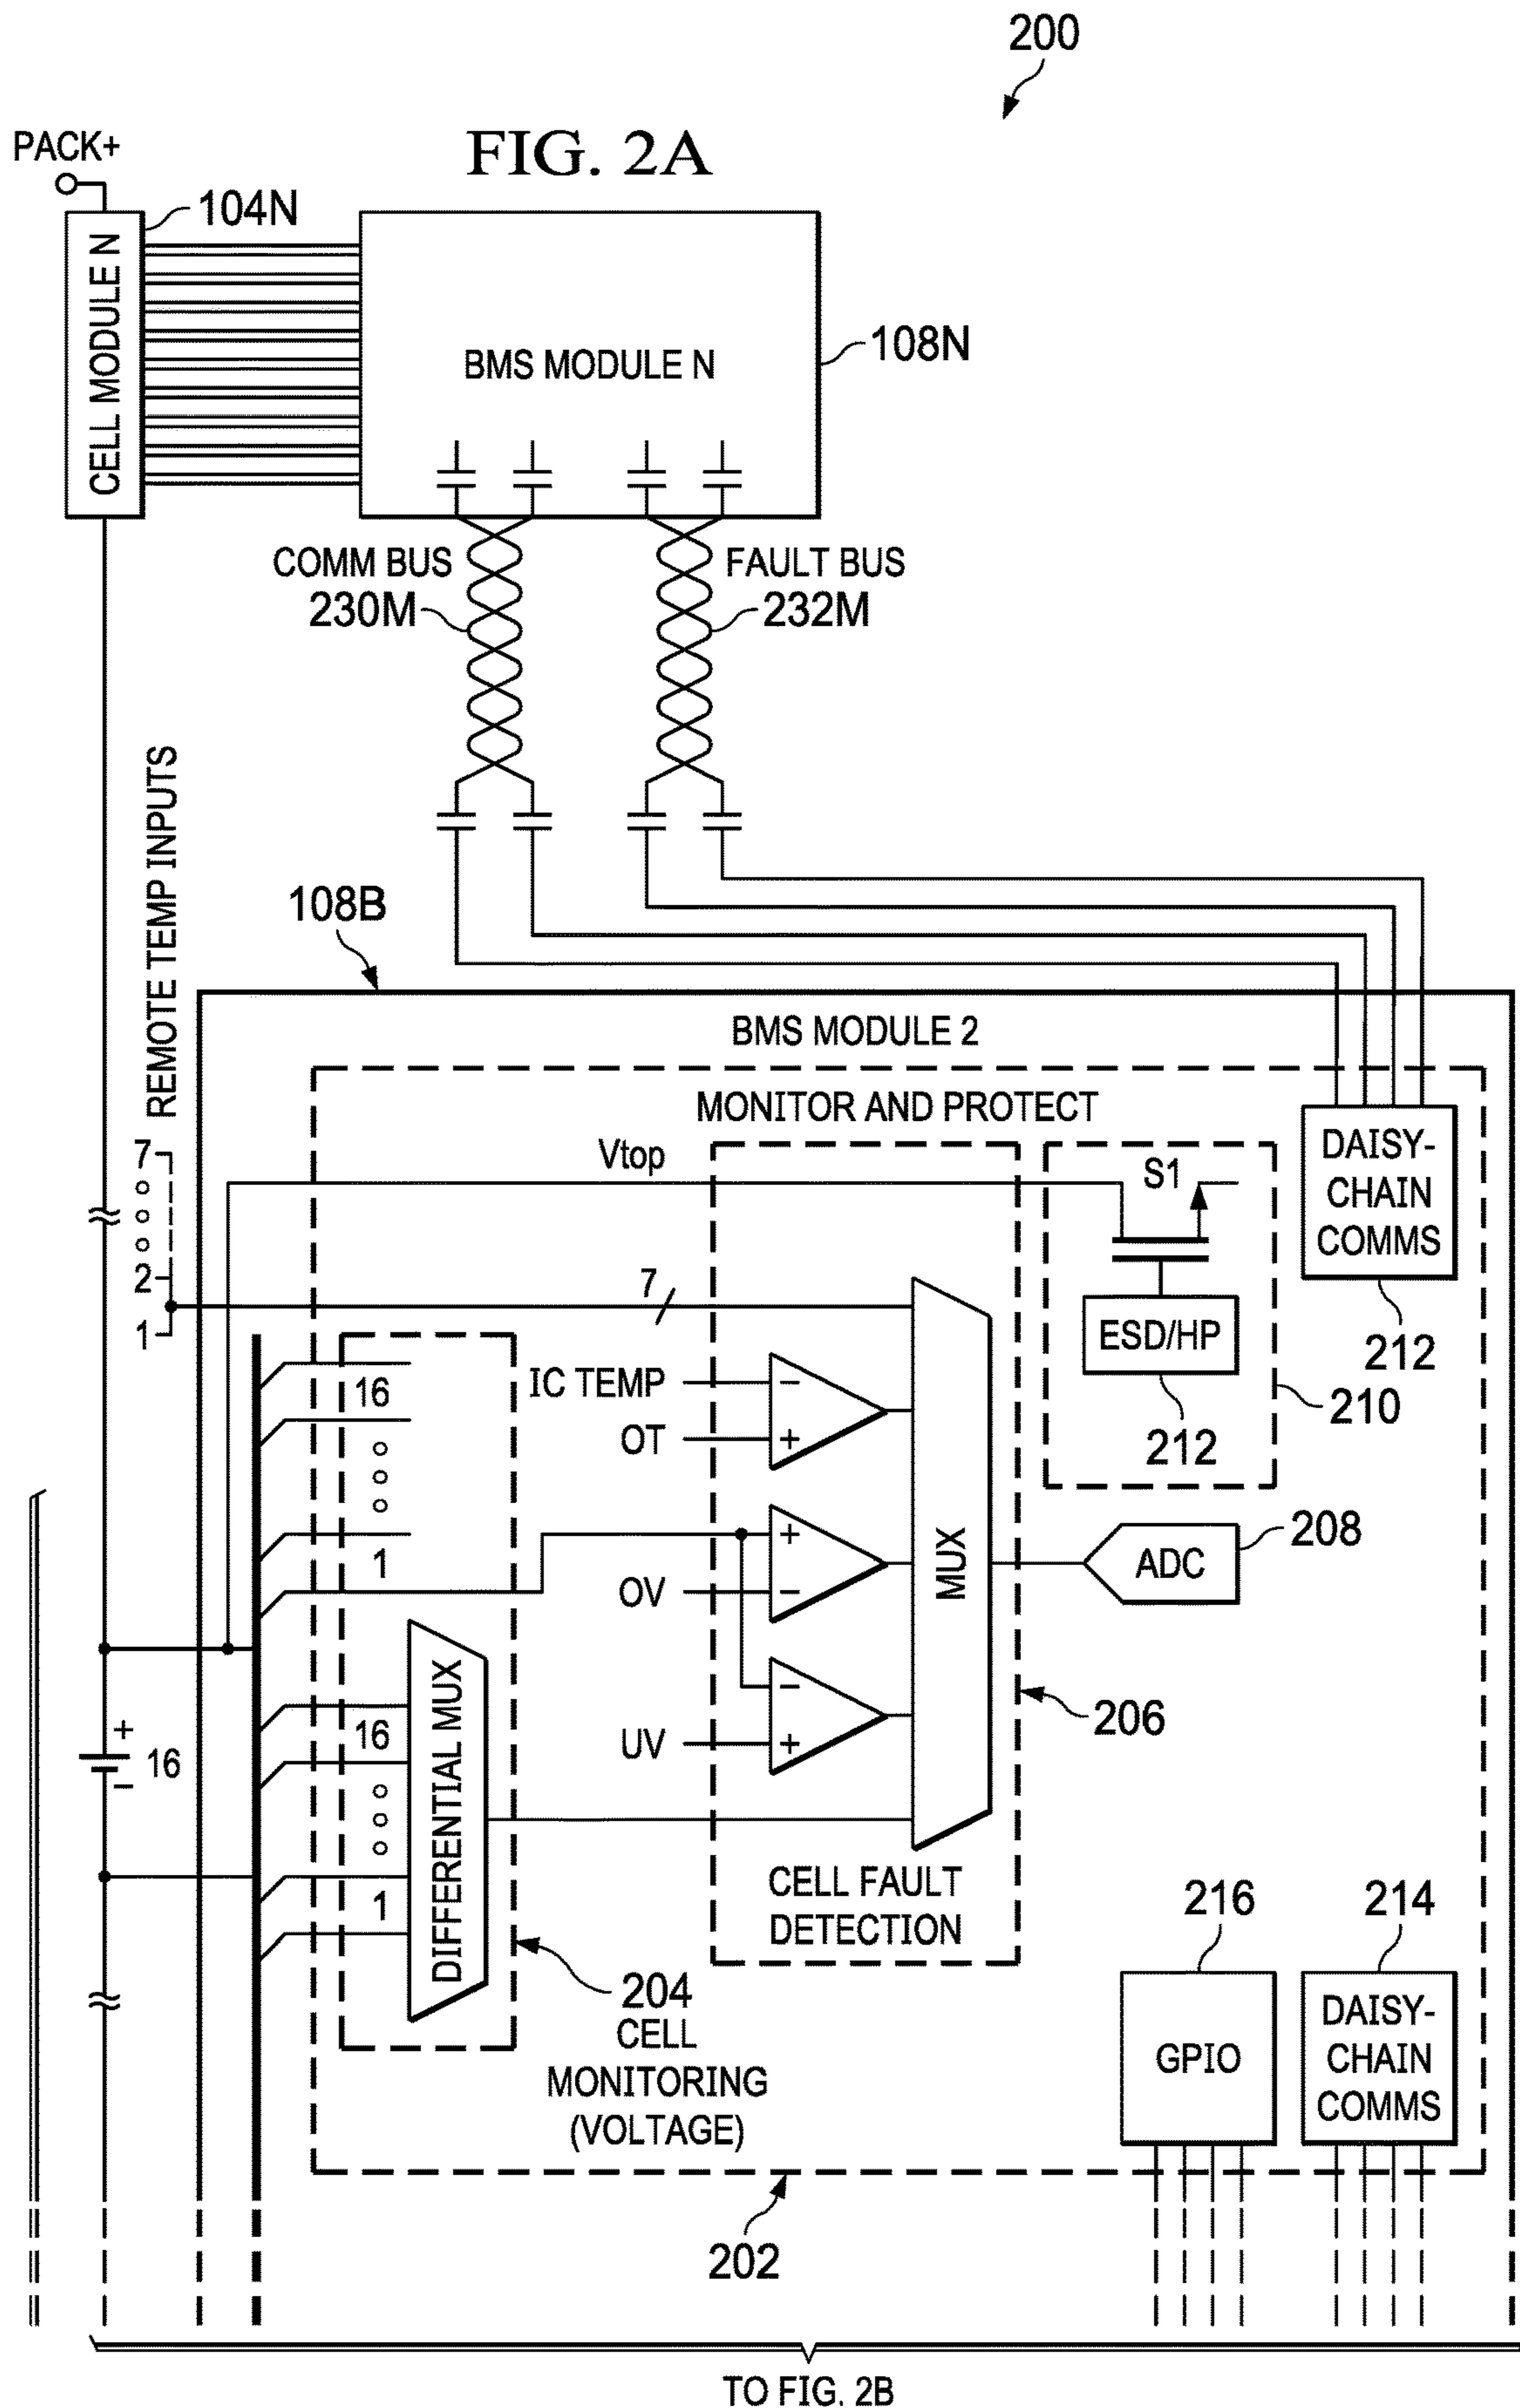 200
FIG. 2A
PACK+
104N
CELL MODULE N
BMS MODULE N
108N
COMM BUS
230M
FAULT BUS
232M
REMOTE TEMP INPUTS
108B
BMS MODULE 2
MONITOR AND PROTECT
7
2
1
Vtop
S1
DAISY-
CHAIN
COMMS
212
7
ESD/HP
212
210
IC TEMP
-
OT
+
16
1
+
OV
-
MUX
ADC
208
-
UV
+
206
+
16
-
16
1
DIFFERENTIAL MUX
CELL FAULT
DETECTION
204
CELL
MONITORING
(VOLTAGE)
216
GPIO
214
DAISY-
CHAIN
COMMS
202
TO FIG. 2B